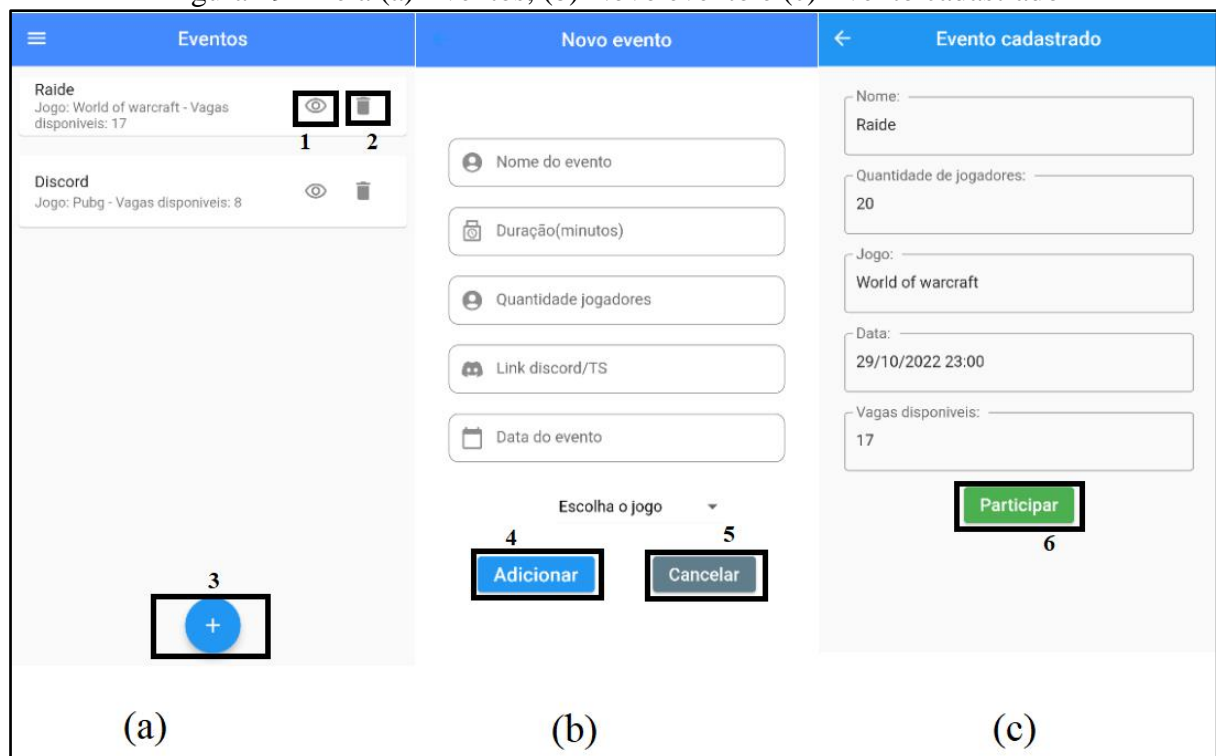 Eventos
Raide
Jogo: World of warcraft - Vagas
disponiveis: 17
1
2
Discord
Jogo: Pubg - Vagas disponiveis: 8
3
+
(a)
Novo evento
Nome do evento
Duração(minutos)
Quantidade jogadores
Link discord/TS
Data do evento
Escolha o jogo
4
5
Adicionar
Cancelar
(b)
Evento cadastrado
Nome:
Raide
Quantidade de jogadores:
20
Jogo:
World of warcraft
Data:
29/10/2022 23:00
Vagas disponiveis:
17
Participar
6
(c)